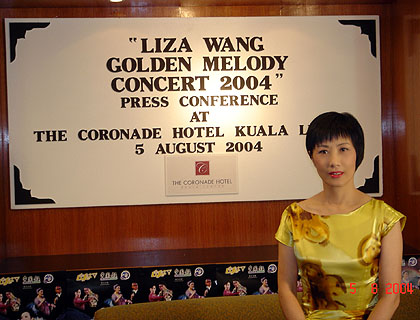 "LIZA WANG
GOLDEN MELODY
CONCERT 2004"
PRESS CONFERENCE
AT
THE CORONADE HOTEL KUALA L
5 AUGUST 2004
THE CORONADE HOTEL
5 8 2004